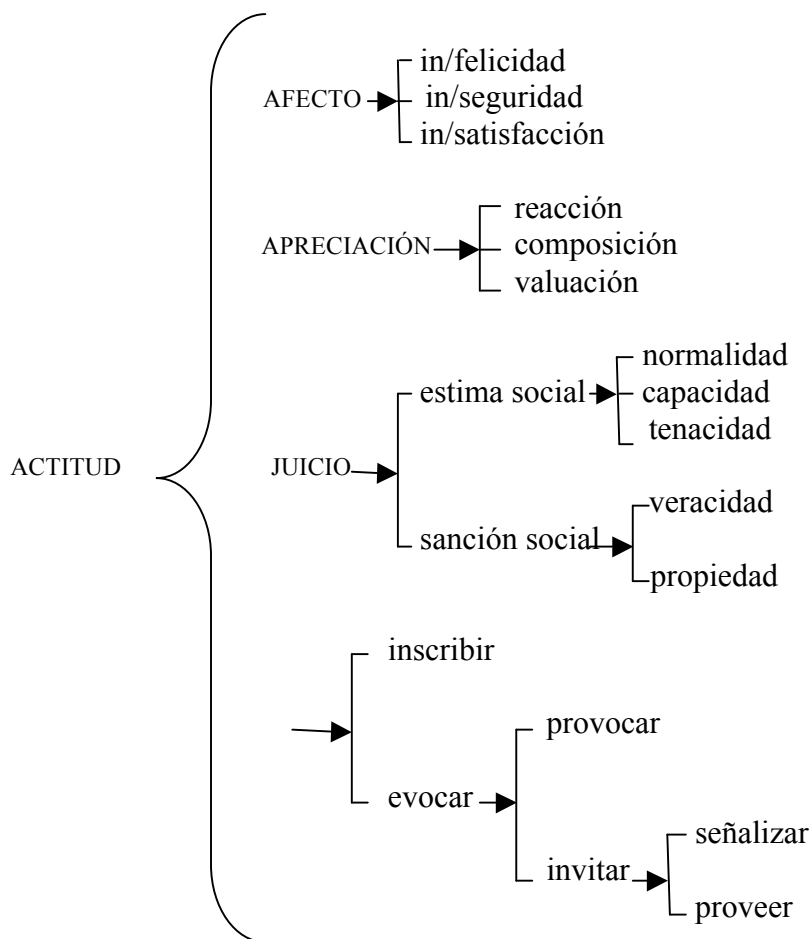 in/felicidad
AFECTO
in/seguridad
in/satisfacción
reacción
APRECIACIÓN
composición
valuación
normalidad
estima social
capacidad
tenacidad
ACTITUD
JUICIO
veracidad
sanción social
propiedad
inscribir
provocar
evocar
señalizar
invitar
proveer